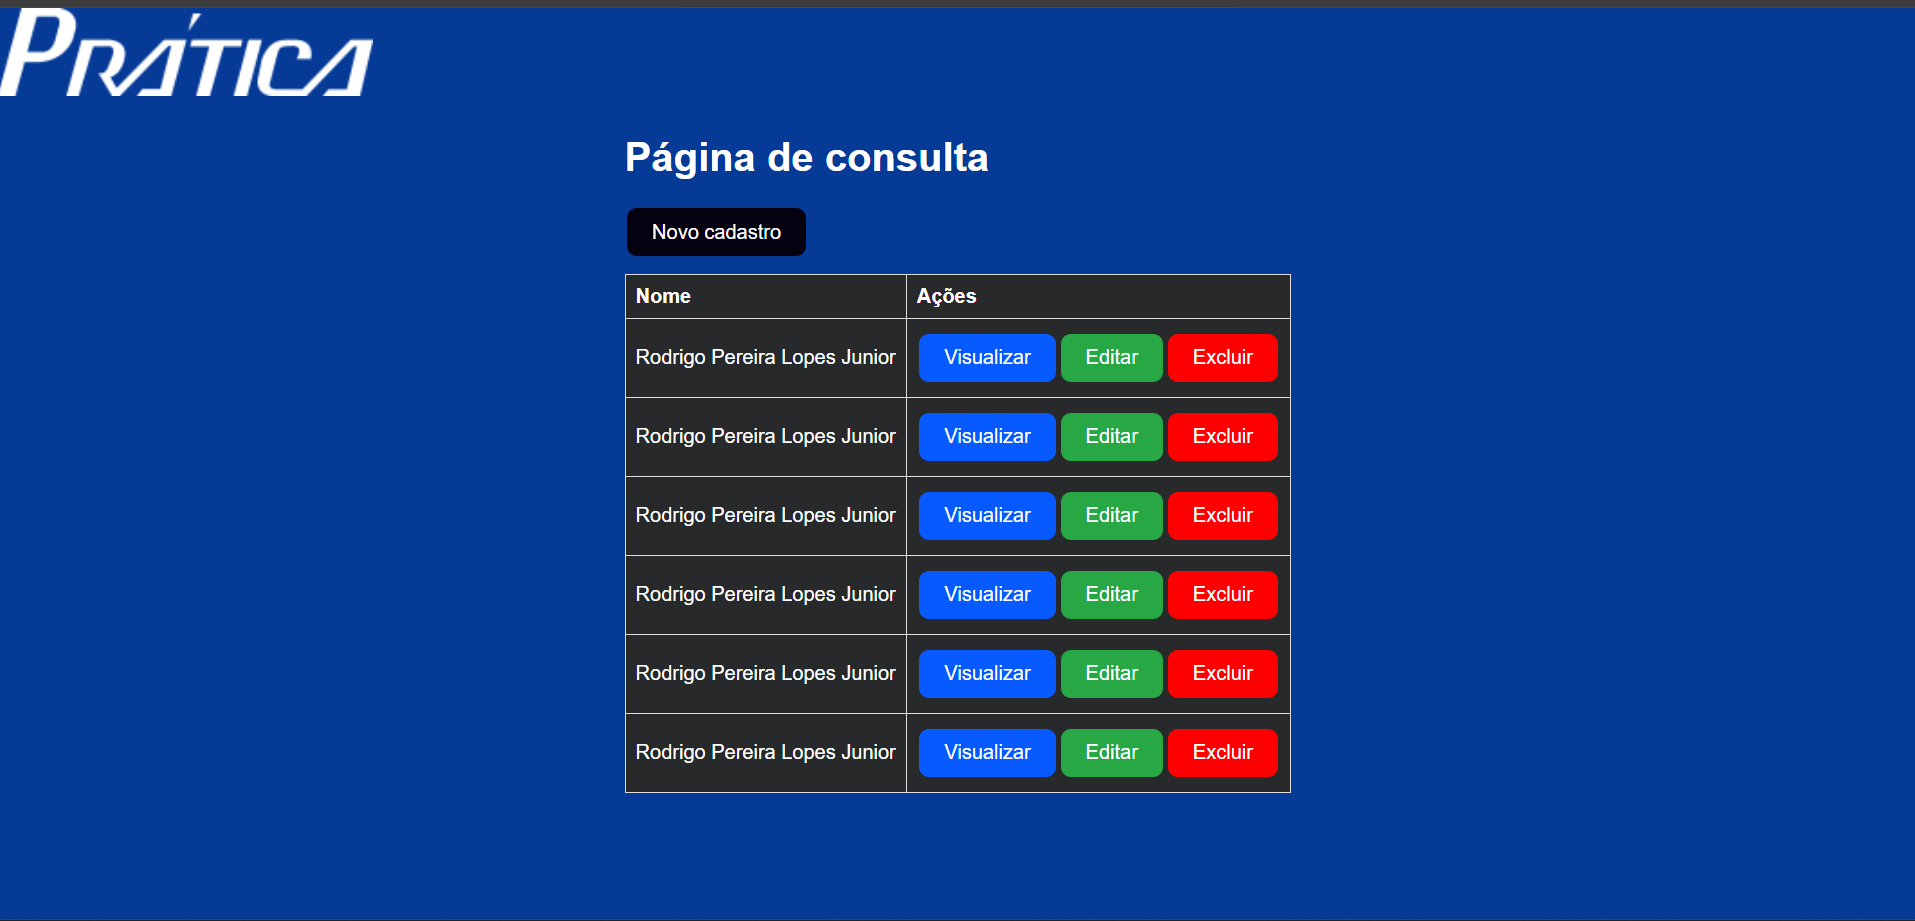 PRÁTICA
Página de consulta
Novo cadastro
Nome Ações
Rodrigo Pereira Lopes Junior Visualizar Editar Excluir
Rodrigo Pereira Lopes Junior Visualizar Editar Excluir
Rodrigo Pereira Lopes Junior Visualizar Editar Excluir
Rodrigo Pereira Lopes Junior Visualizar Editar Excluir
Rodrigo Pereira Lopes Junior Visualizar Editar Excluir
Rodrigo Pereira Lopes Junior Visualizar Editar Excluir